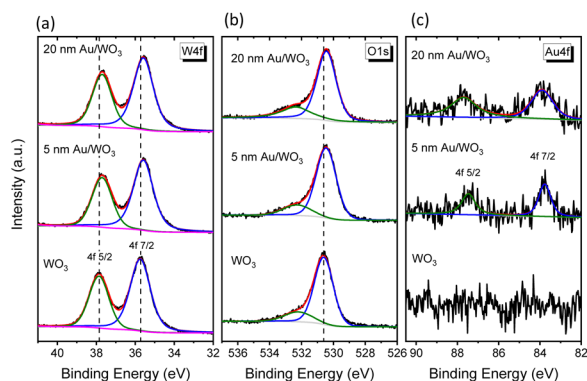 (a)
W4f
20 nm Au/WO3
5 nm Au/WO3
4f 5/2
4f 7/2
WO3
40 38 36 34 32
Binding Energy (eV)
Intensity (a.u.)
(b)
O1s
20 nm Au/WO3
5 nm Au/WO3
WO3
536 534 532 530 528 526
Binding Energy (eV)
(c)
Au4f
20 nm Au/WO3
5 nm Au/WO3
4f 5/2
4f 7/2
WO3
90 88 86 84 82
Binding Energy (eV)